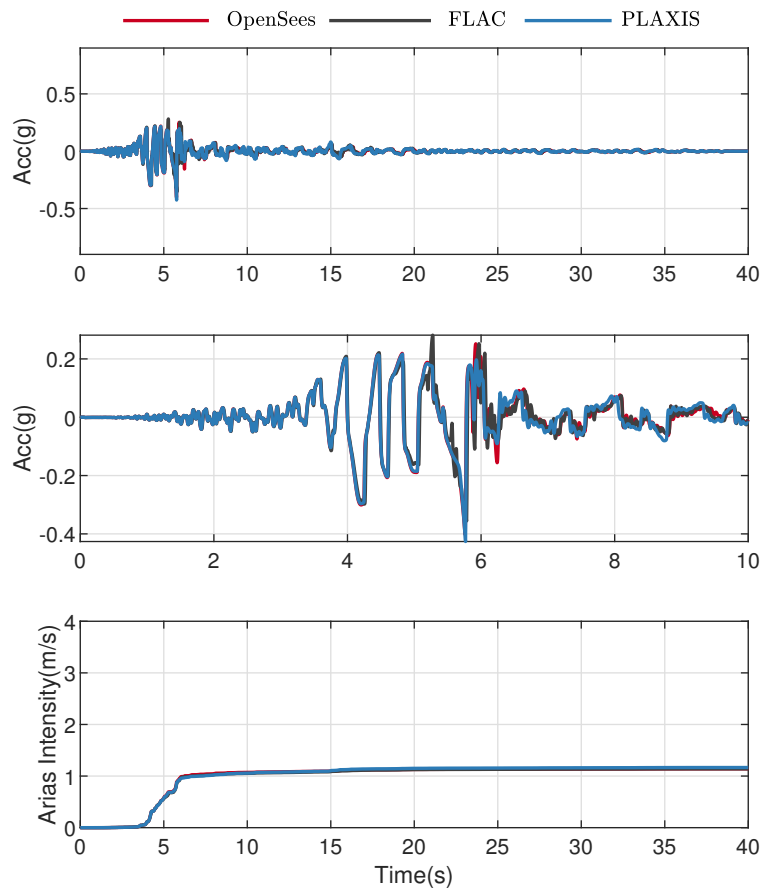 OpenSees FLAC PLAXIS
0.5
0
-0.5
Acc(g)
0 5 10 15 20 25 30 35 40
0.2
0
-0.2
-0.4
Acc(g)
0 2 4 6 8 10
4
3
2
1
0
Arias Intensity(m/s)
0 5 10 15 20 25 30 35 40
Time(s)